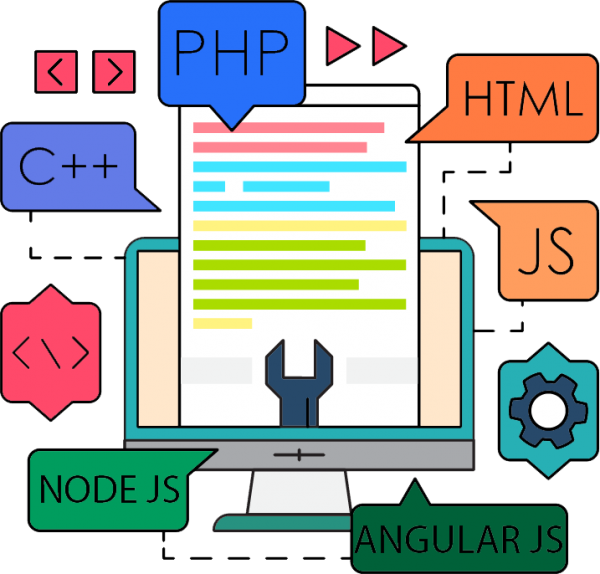 PHP
< >
HTML
C++
JS
<\>
NODE JS
ANGULAR JS